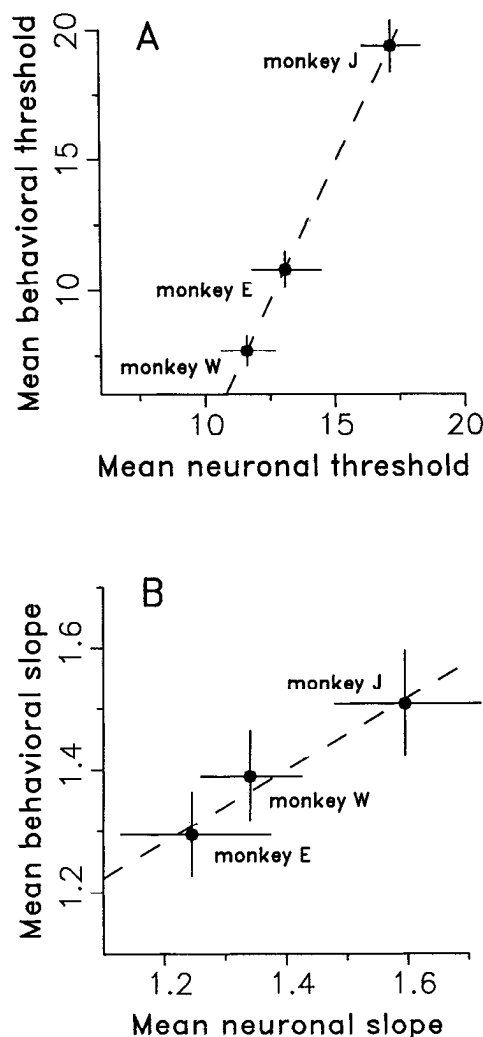 A
20
monkey J
Mean behavioral threshold
15
monkey E
10
monkey W
10 15 20
Mean neuronal threshold
B
1.6
monkey J
Mean behavioral slope
1.4
monkey W
monkey E
1.2
1.2 1.4 1.6
Mean neuronal slope